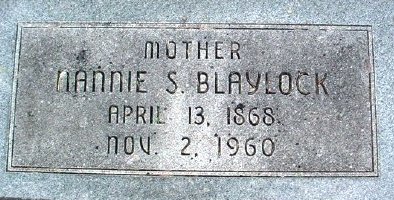 MOTHER
NANNIE S. BLAYLOCK
APRIL 13, 1868
NOV. 2, 1960